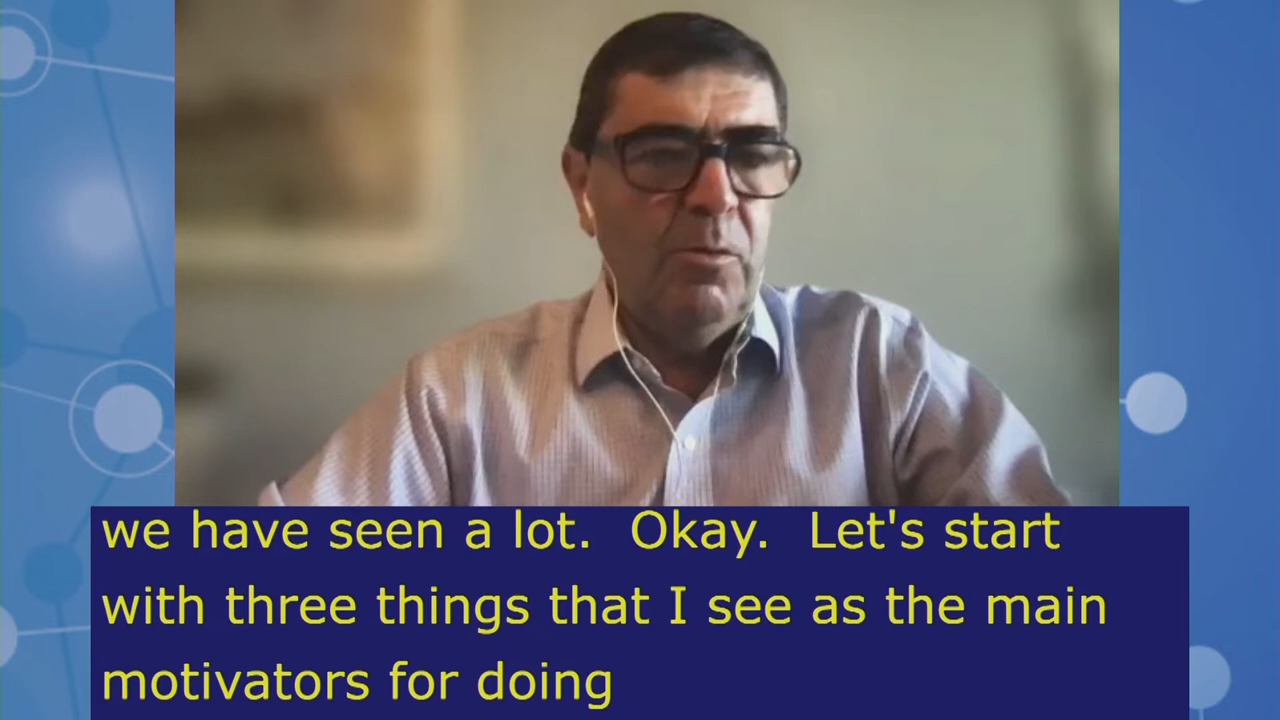 we have seen a lot.  Okay.  Let's start
with three things that I see as the main
motivators for doing